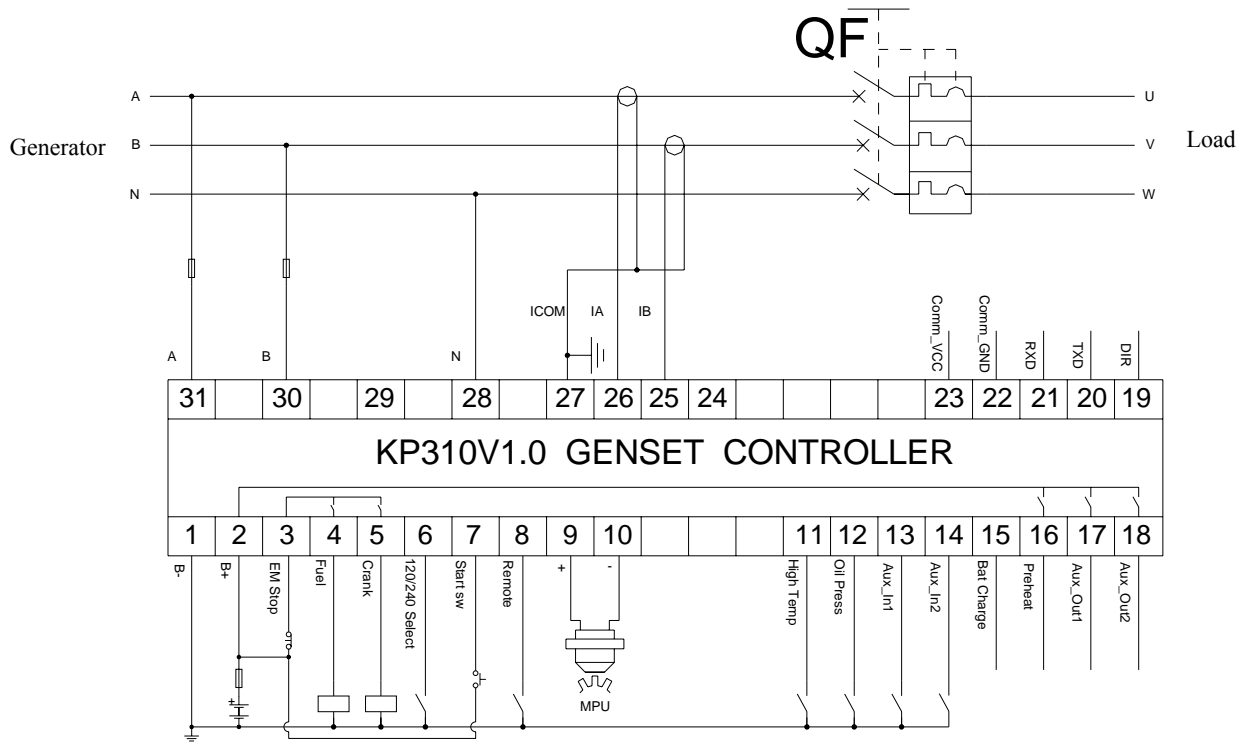 QF
A
U
Generator
B
V
Load
N
W
ICOM
IA
IB
Comm_VCC
Comm_GND
RXD
TXD
DIR
A
B
N
31
30
29
28
27
26
25
24
23
22
21
20
19
KP310V1.0 GENSET CONTROLLER
1
2
3
4
5
6
7
8
9
10
11
12
13
14
15
16
17
18
B-
B+
EM Stop
Fuel
Crank
120/240 Select
Start sw
Remote
+
-
High Temp
Oil Press
Aux_In1
Aux_In2
Bat Charge
Preheat
Aux_Out1
Aux_Out2
+
MPU